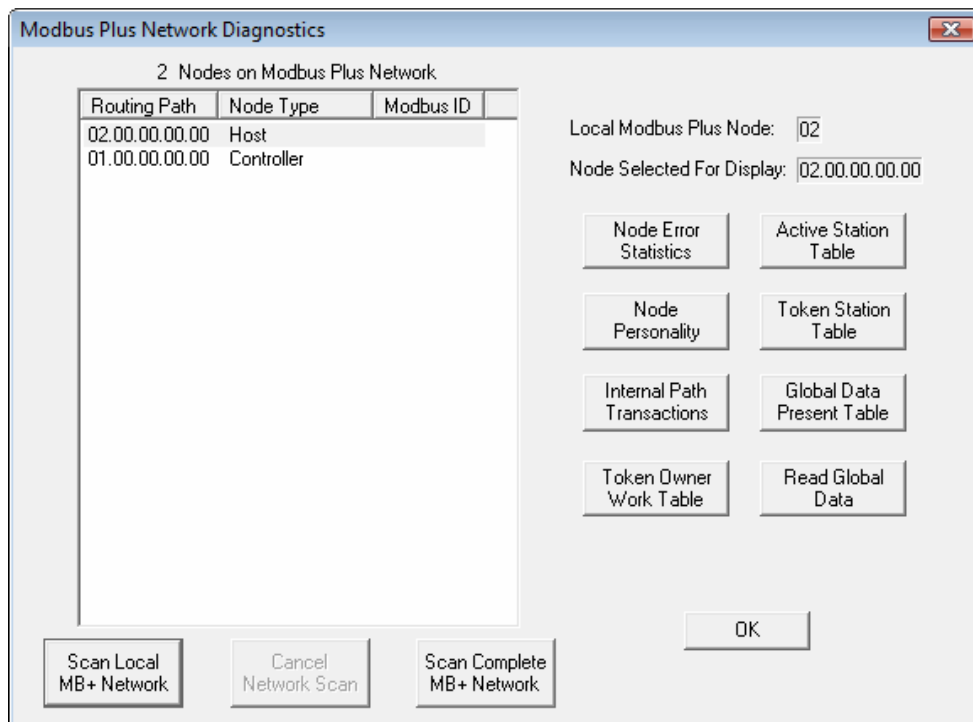 Modbus Plus Network Diagnostics
2 Nodes on Modbus Plus Network
Routing Path Node Type Modbus ID
02.00.00.00.00 Host
01.00.00.00.00 Controller
Local Modbus Plus Node: 02
Node Selected For Display: 02.00.00.00.00
Node Error
Statistics
Active Station
Table
Node
Personality
Token Station
Table
Internal Path
Transactions
Global Data
Present Table
Token Owner
Work Table
Read Global
Data
OK
Scan Local
MB+ Network
Cancel
Network Scan
Scan Complete
MB+ Network